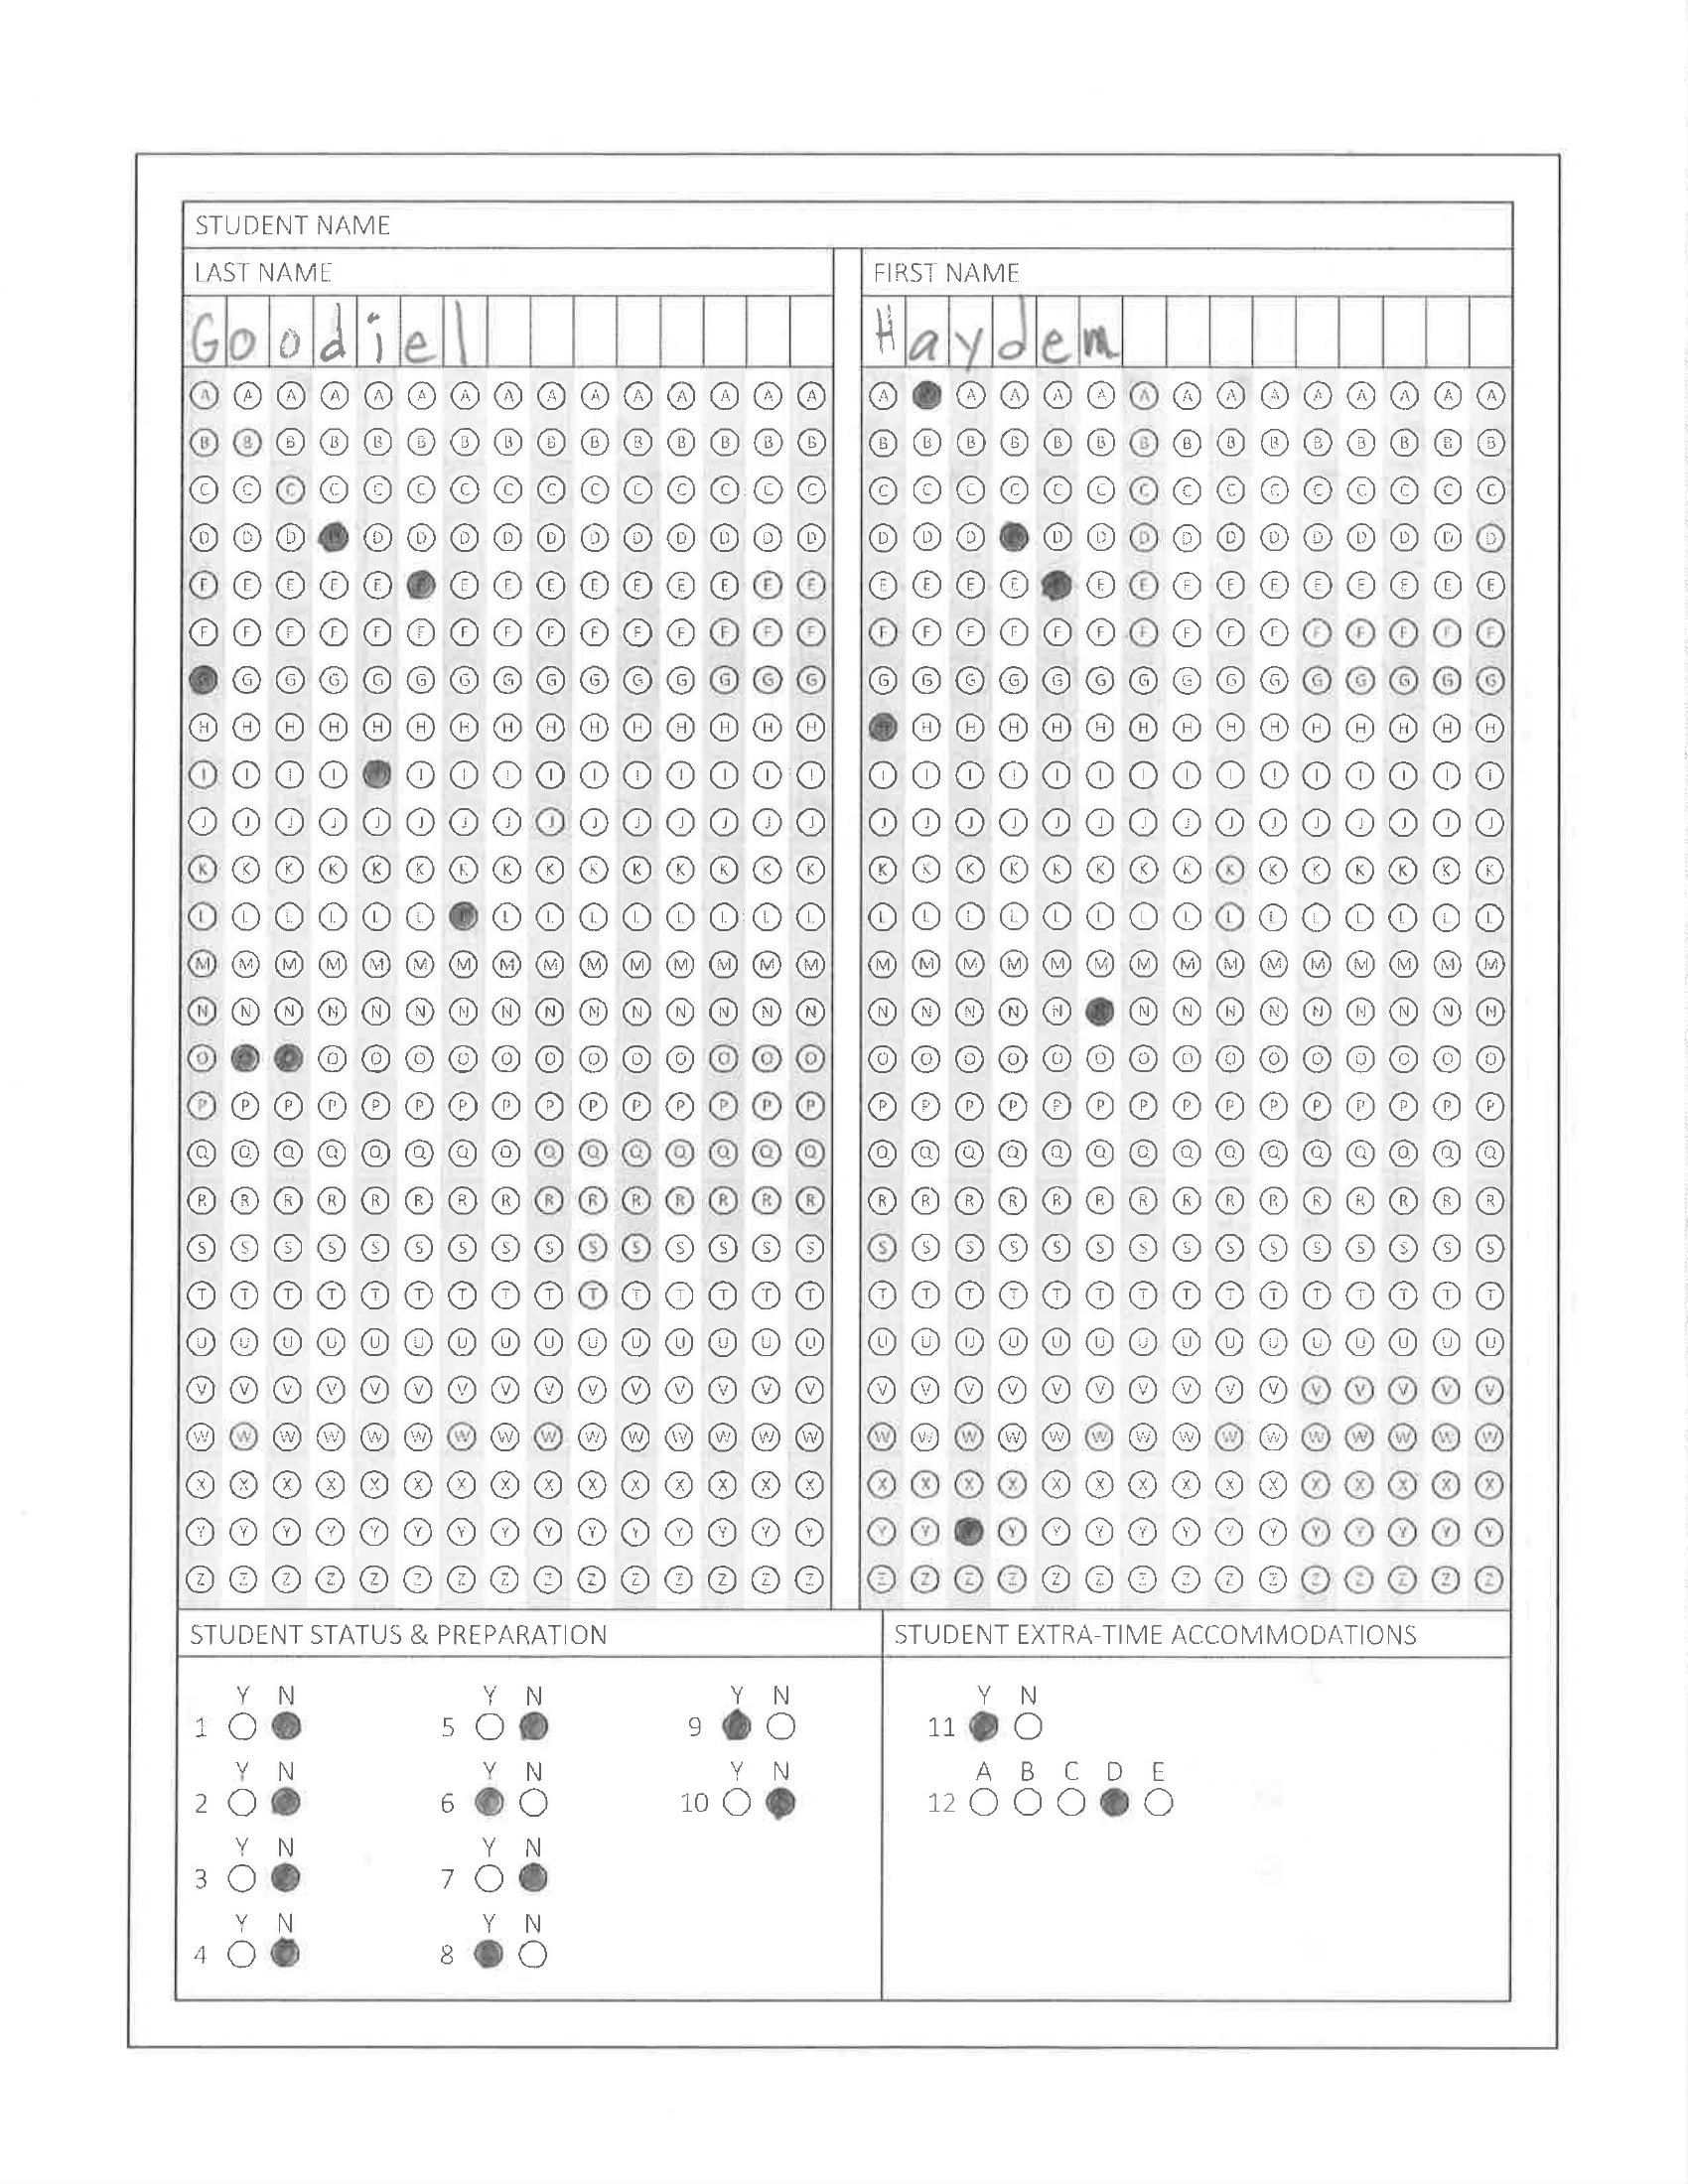 STUDENT NAME
LAST NAME FIRST NAME
Goodiel Haydem
A A A A A A A A A A A A A A A A A A A A A A A A A A A A A A
B B B B B B B B B B B B B B B B B B B B B B B B B B B B B B
C C C C C C C C C C C C C C C C C C C C C C C C C C C C C C
D D D D D D D D D D D D D D D D D D D D D D D D D D D D D D
E E E E E E E E E E E E E E E E E E E E E E E E E E E E E E
F F F F F F F F F F F F F F F F F F F F F F F F F F F F F F
G G G G G G G G G G G G G G G G G G G G G G G G G G G G G G
H H H H H H H H H H H H H H H H H H H H H H H H H H H H H H
I I I I I I I I I I I I I I I I I I I I I I I I I I I I I
J J J J J J J J J J J J J J J J J J J J J J J J J J J J J J
K K K K K K K K K K K K K K K K K K K K K K K K K K K K K K
L L L L L L L L L L L L L L L L L L L L L L L L L L L L L L
M M M M M M M M M M M M M M M M M M M M M M M M M M M M M M
N N N N N N N N N N N N N N N N N N N N N N N N N N N N N N
O O O O O O O O O O O O O O O O O O O O O O O O O O O O O O
P P P P P P P P P P P P P P P P P P P P P P P P P P P P P P
Q Q Q Q Q Q Q Q Q Q Q Q Q Q Q Q Q Q Q Q Q Q Q Q Q Q Q Q Q Q
R R R R R R R R R R R R R R R R R R R R R R R R R R R R R R
S S S S S S S S S S S S S S S S S S S S S S S S S S S S S S
T T T T T T T T T T T T T T T T T T T T T T T T T T T T T T
U U U U U U U U U U U U U U U U U U U U U U U U U U U U U U
V V V V V V V V V V V V V V V V V V V V V V V V V V V V V V
W W W W W W W W W W W W W W W W W W W W W W W W W W W W W W
X X X X X X X X X X X X X X X X X X X X X X X X X X X X X X
Y Y Y Y Y Y Y Y Y Y Y Y Y Y Y Y Y Y Y Y Y Y Y Y Y Y Y Y Y Y
Z Z Z Z Z Z Z Z Z Z Z Z Z Z Z Z Z Z Z Z Z Z Z Z Z Z Z Z Z Z
STUDENT STATUS & PREPARATION STUDENT EXTRA-TIME ACCOMMODATIONS
Y N Y N Y N Y N
1 5 9 11
Y N Y N Y N A B C D E
2 6 10 12
Y N Y N
3 7
Y N Y N
4 8